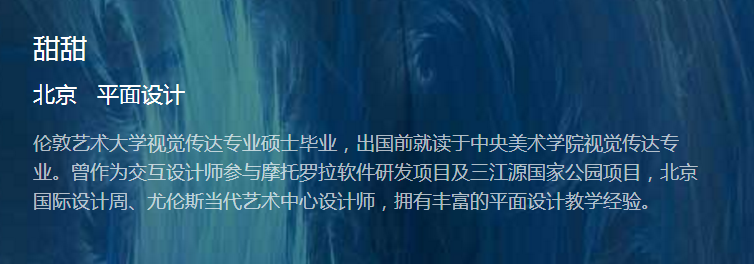 甜甜
北京 平面设计
伦敦艺术大学视觉传达专业硕士毕业，出国前就读于中央美术学院视觉传达专
业。曾作为交互设计师参与摩托罗拉软件研发项目及三江源国家公园项目，北京
国际设计周、尤伦斯当代艺术中心设计师，拥有丰富的平面设计教学经验。